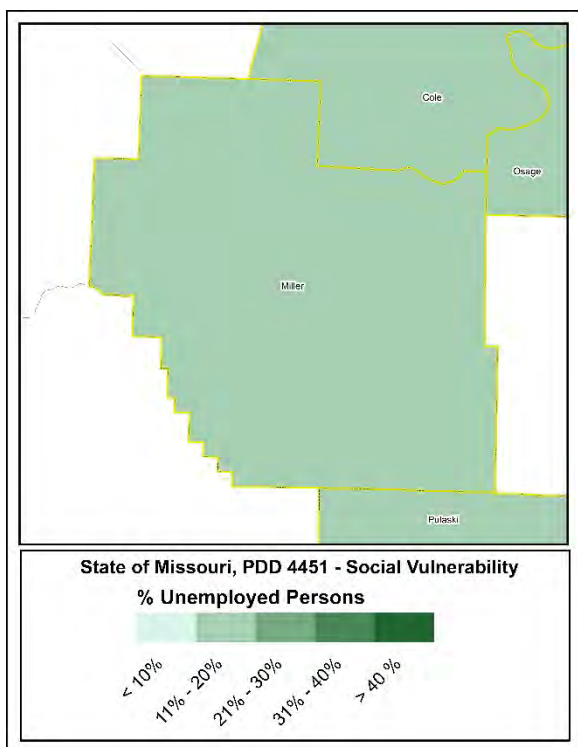 Cole
Osage
Miller
Pulaski
State of Missouri, PDD 4451 - Social Vulnerability
% Unemployed Persons
< 10%
11% - 20%
21% - 30%
31% - 40%
> 40 %